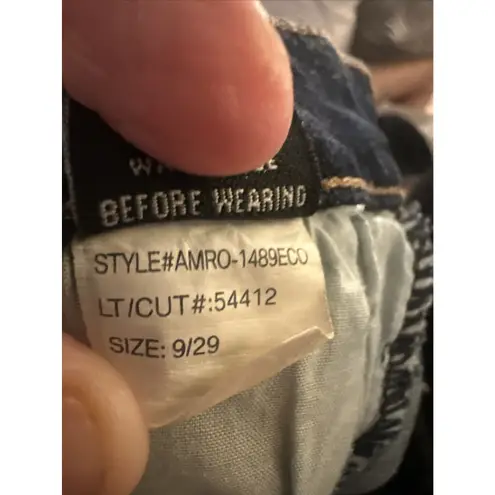 BEFORE WEARING
STYLE#AMRO-1489ECO
LT/CUT#:54412
SIZE: 9/29